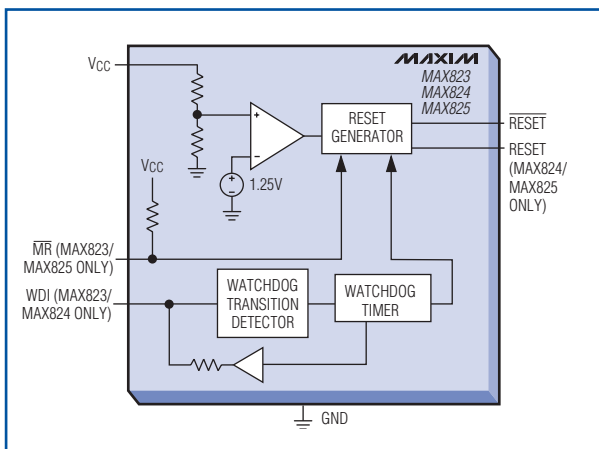 VCC
MAXIM
MAX823
MAX824
MAX825
RESET
GENERATOR
RESET
RESET
(MAX824/
MAX825
ONLY)
+
−
+
−
1.25V
VCC
MR (MAX823/
MAX825 ONLY)
WDI (MAX823/
MAX824 ONLY)
WATCHDOG
TRANSITION
DETECTOR
WATCHDOG
TIMER
GND